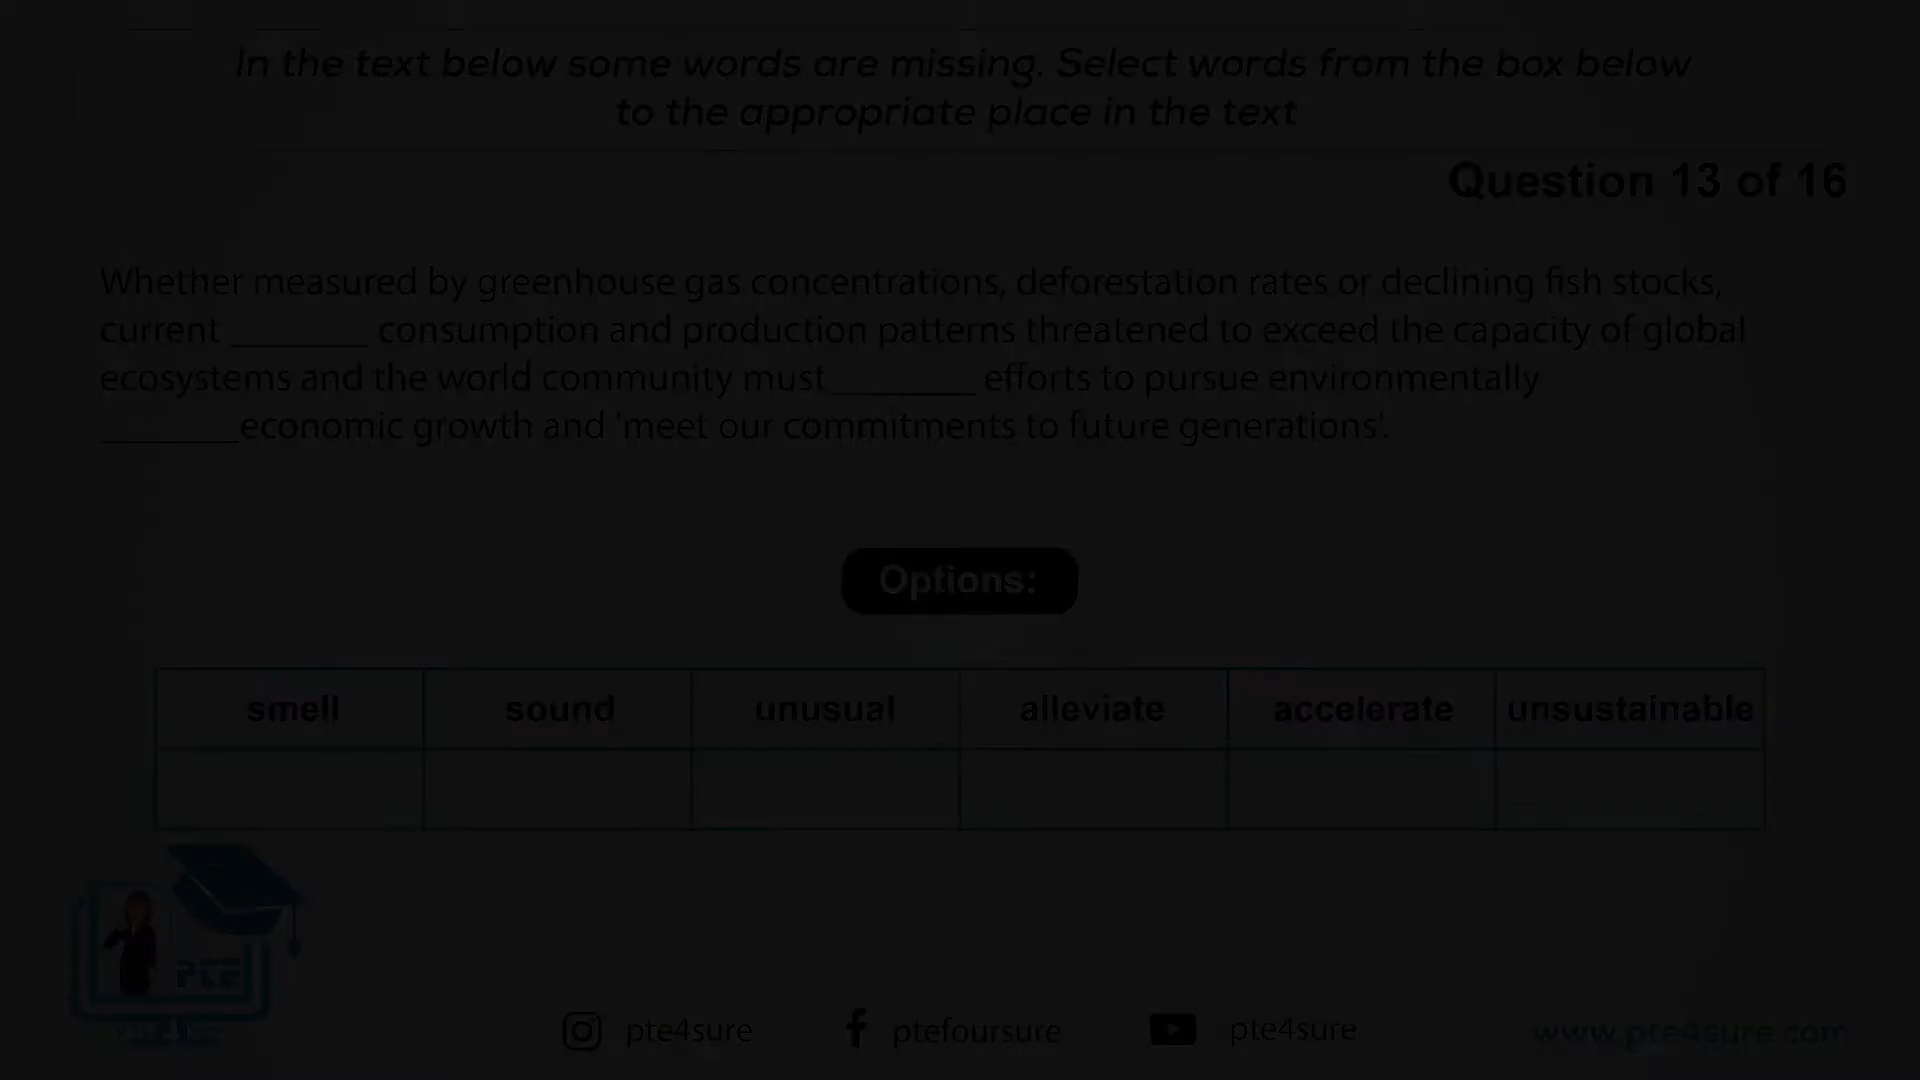 In the text below some words are missing. Select words from the box below
to the appropriate place in the text
Question 13 of 16
Whether measured by greenhouse gas concentrations, deforestation rates or declining fish stocks,
current _______ consumption and production patterns threatened to exceed the capacity of global
ecosystems and the world community must _______ efforts to pursue environmentally
_______economic growth and 'meet our commitments to future generations'.
Options:
smell sound unusual alleviate accelerate unsustainable
PTE
pte4sure ptefoursure pte4sure www.pte4sure.com